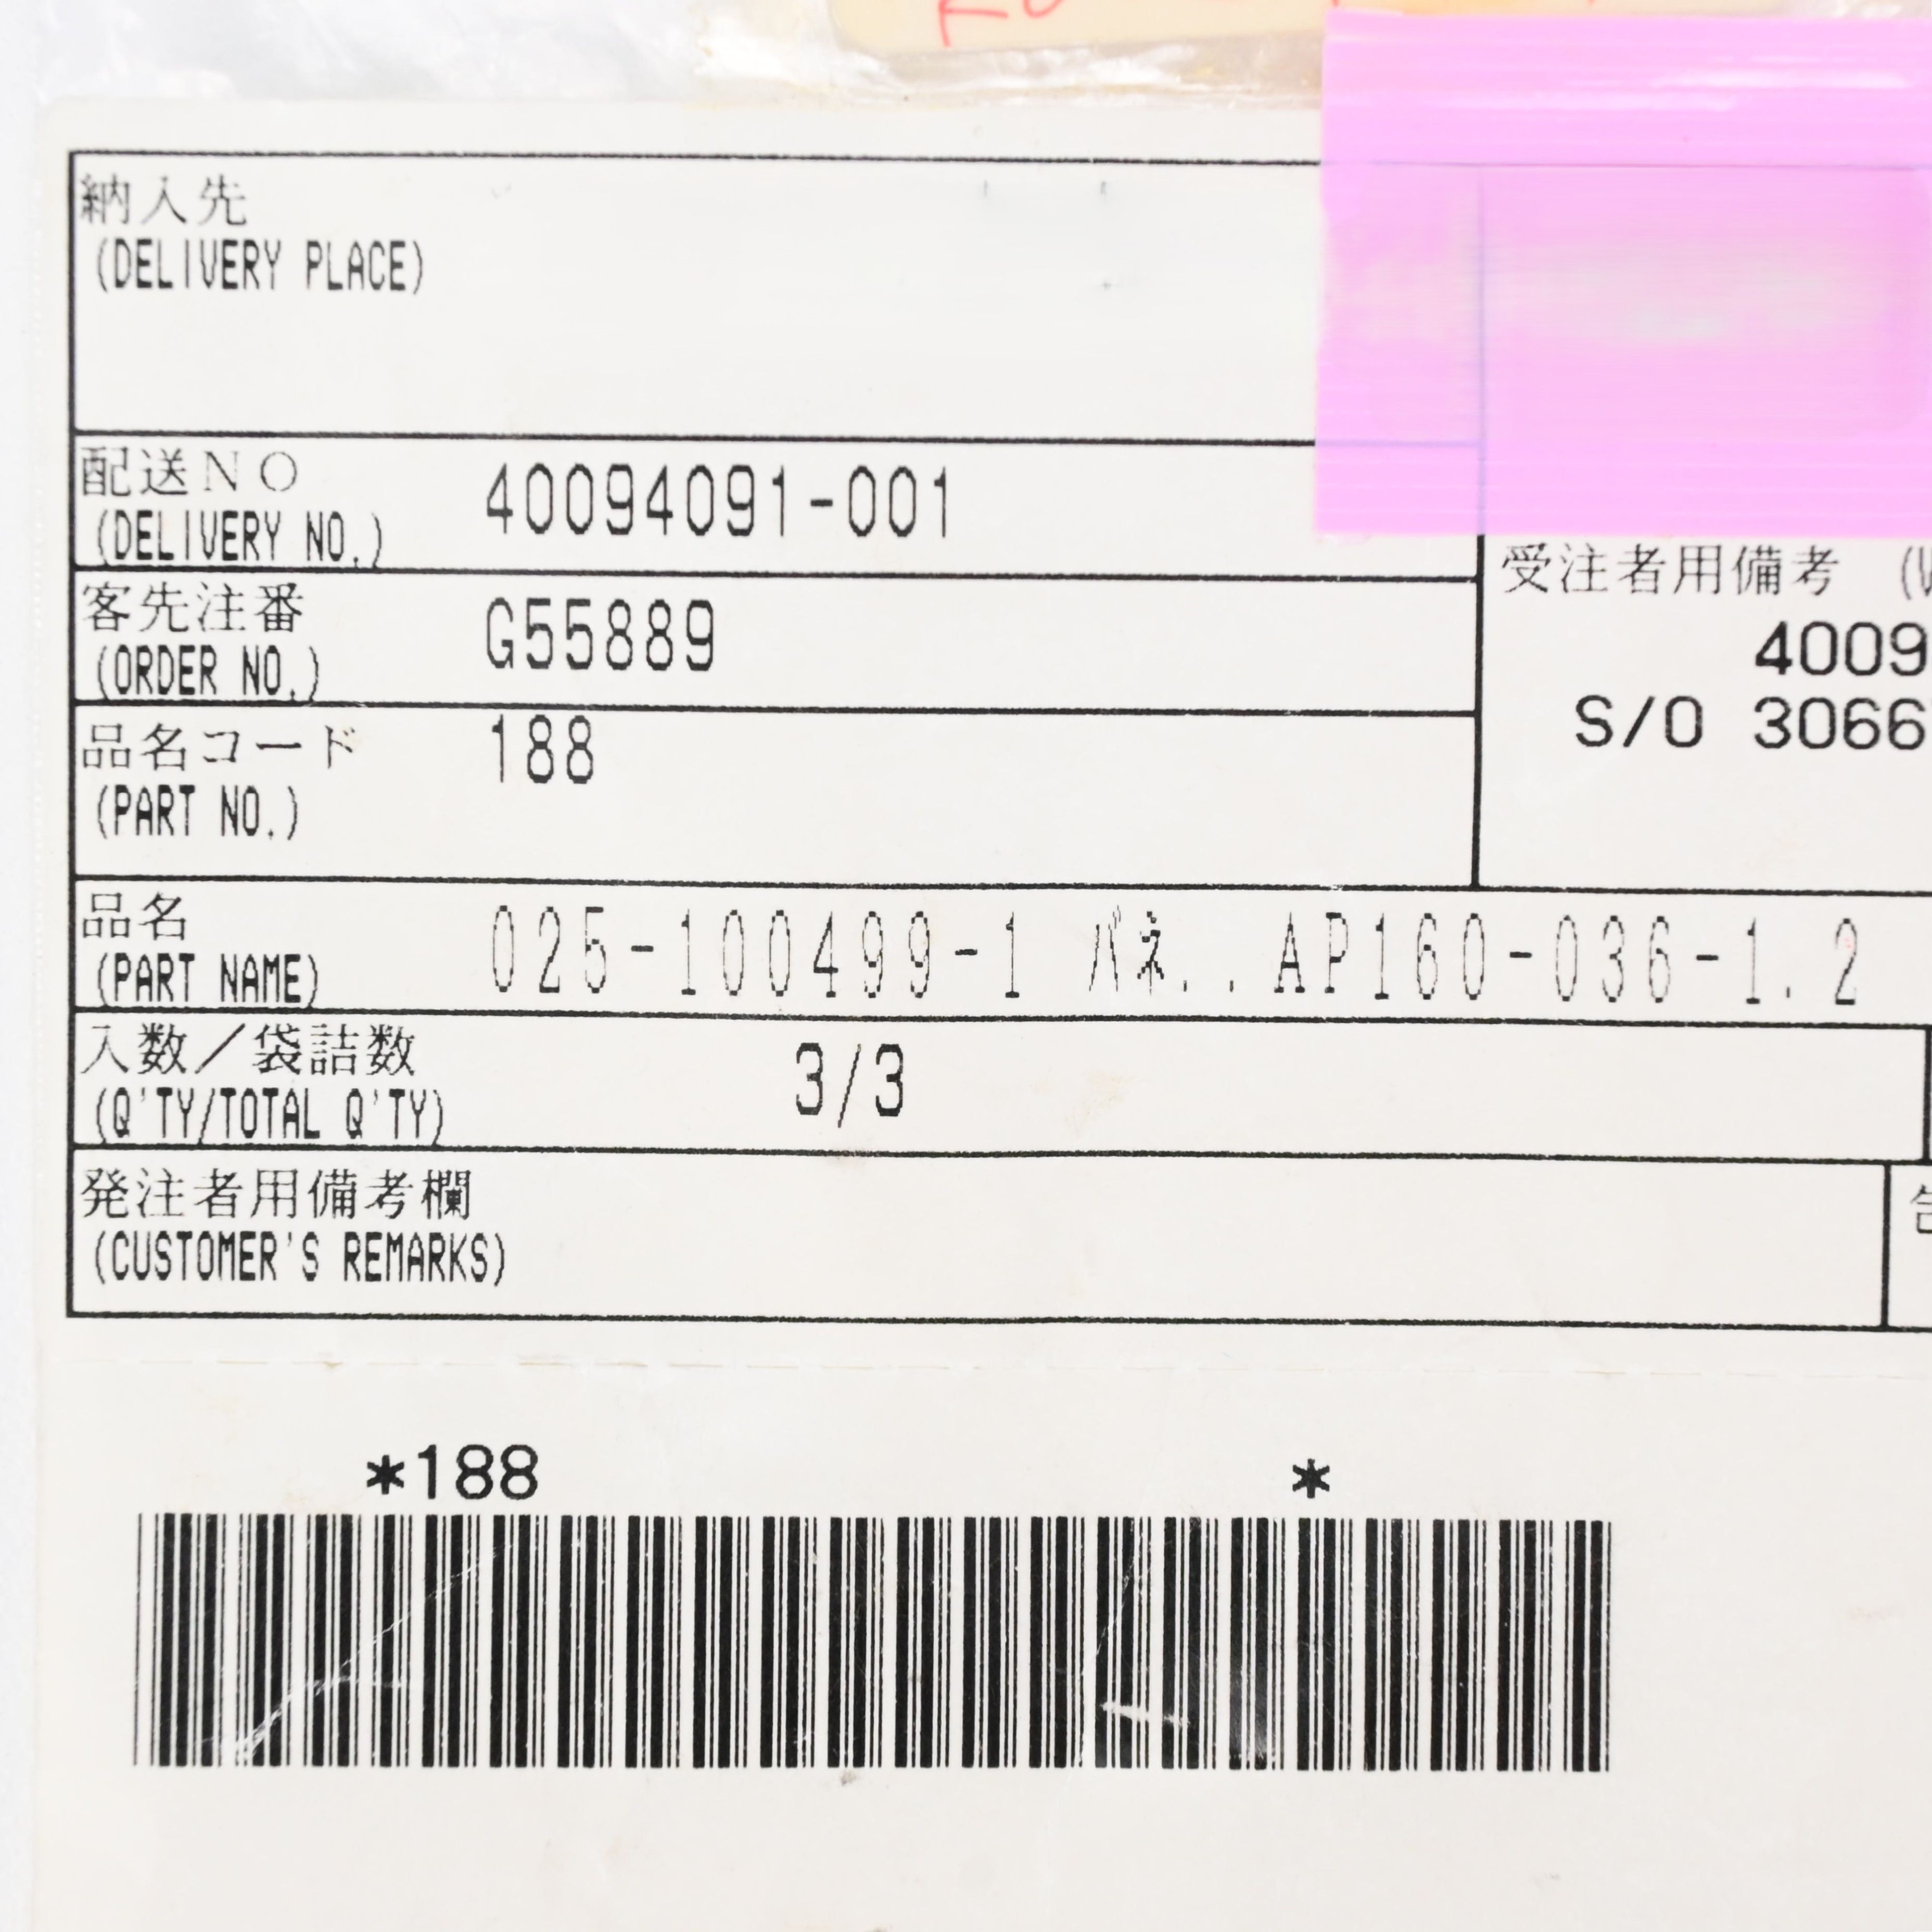 納入先
(DELIVERY PLACE)
配送ＮＯ 40094091-001
(DELIVERY NO.)
客先注番 G55889
(ORDER NO.)
受注者用備考
4009
S/O 3066
品名コード 188
(PART NO.)
品名 025-100499-1 バネ..AP160-036-1.2
(PART NAME)
入数／袋詰数 3/3
(Q'TY/TOTAL Q'TY)
発注者用備考欄
(CUSTOMER'S REMARKS)
*188 *